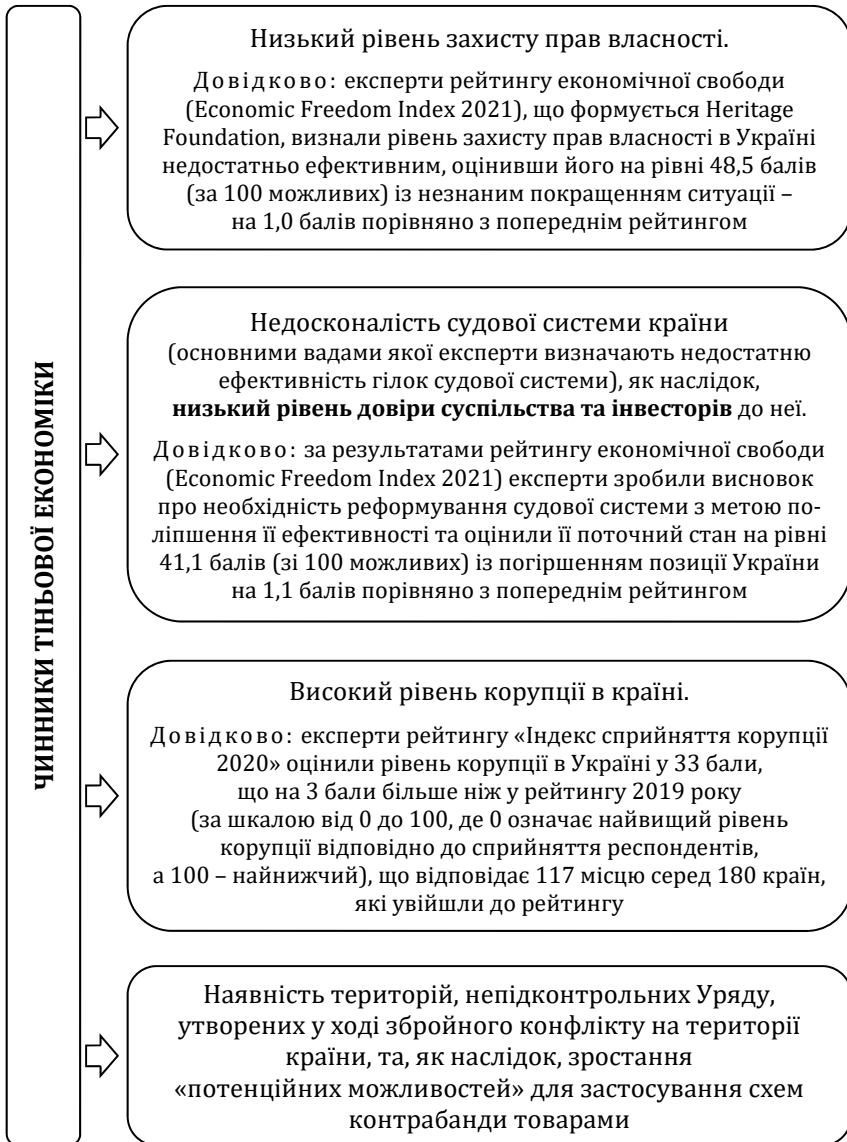 ЧИННИКИ ТІНЬОВОЇ ЕКОНОМІКИ
Низький рівень захисту прав власності.
Довідково: експерти рейтингу економічної свободи
(Economic Freedom Index 2021), що формується Heritage
Foundation, визнали рівень захисту прав власності в Україні
недостатньо ефективним, оцінивши його на рівні 48,5 балів
(за 100 можливих) із незнаним покращенням ситуації –
на 1,0 балів порівняно з попереднім рейтингом
Недосконалість судової системи країни
(основними вадами якої експерти визначають недостатню
ефективність гілок судової системи), як наслідок,
низький рівень довіри суспільства та інвесторів до неї.
Довідково: за результатами рейтингу економічної свободи
(Economic Freedom Index 2021) експерти зробили висновок
про необхідність реформування судової системи з метою по-
ліпшення її ефективності та оцінили її поточний стан на рівні
41,1 балів (зі 100 можливих) із погіршенням позиції України
на 1,1 балів порівняно з попереднім рейтингом
Високий рівень корупції в країні.
Довідково: експерти рейтингу «Індекс сприйняття корупції
2020» оцінили рівень корупції в Україні у 33 бали,
що на 3 бали більше ніж у рейтингу 2019 року
(за шкалою від 0 до 100, де 0 означає найвищий рівень
корупції відповідно до сприйняття респондентів,
а 100 – найнижчий), що відповідає 117 місцю серед 180 країн,
які увійшли до рейтингу
Наявність територій, непідконтрольних Уряду,
утворених у ході збройного конфлікту на території
країни, та, як наслідок, зростання
«потенційних можливостей» для застосування схем
контрабанди товарами